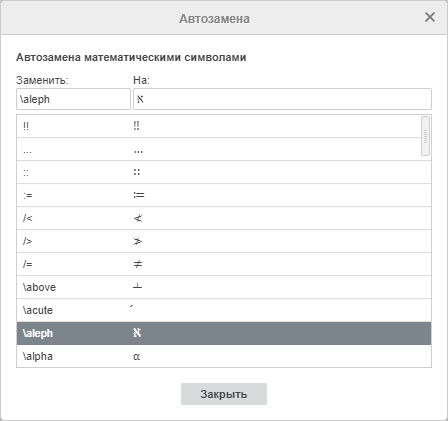 Автозамена
Автозамена математическими символами
Заменить: На:
\aleph ℵ
!! ‼
... …
:: ∷
:= ≔
/< ≮
/> ≯
/= ≠
\above ┴
\acute ́
\aleph ℵ
\alpha α
Закрыть